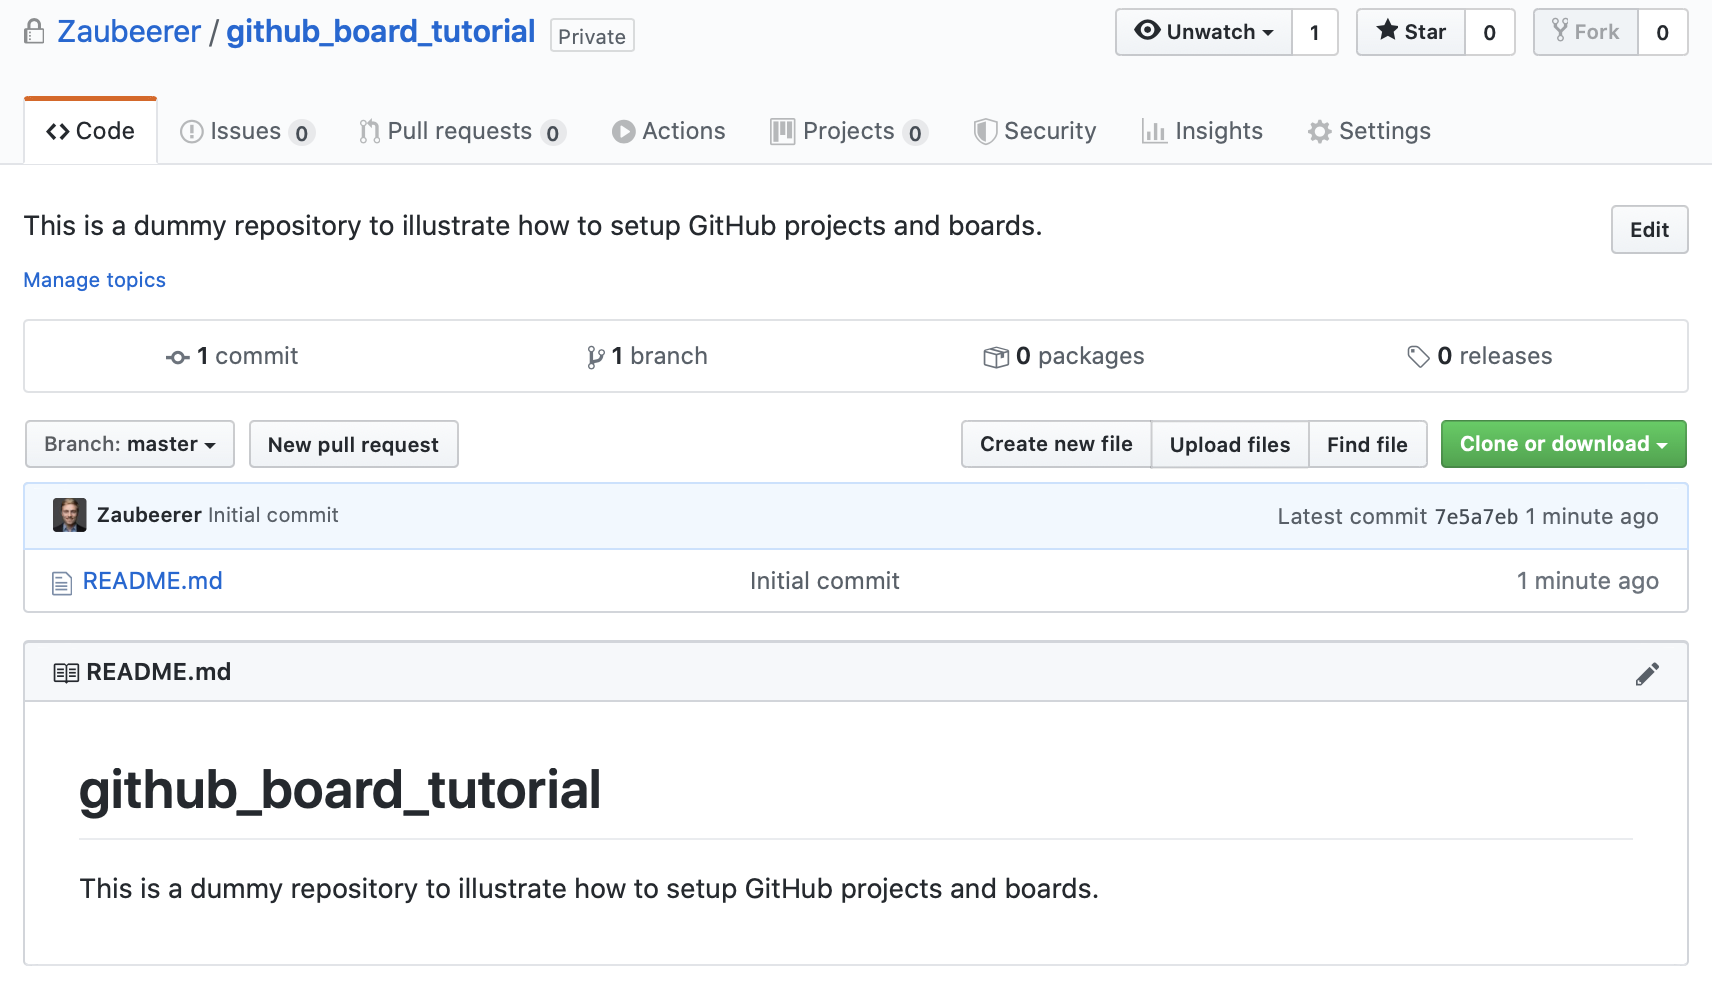 Zaubeerer / github_board_tutorial Private Unwatch 1 Star 0 Fork 0
Code Issues 0 Pull requests 0 Actions Projects 0 Security Insights Settings
This is a dummy repository to illustrate how to setup GitHub projects and boards. Edit
Manage topics
1 commit 1 branch 0 packages 0 releases
Branch: master New pull request Create new file Upload files Find file Clone or download
Zaubeerer Initial commit Latest commit 7e5a7eb 1 minute ago
README.md Initial commit 1 minute ago
README.md
github_board_tutorial
This is a dummy repository to illustrate how to setup GitHub projects and boards.